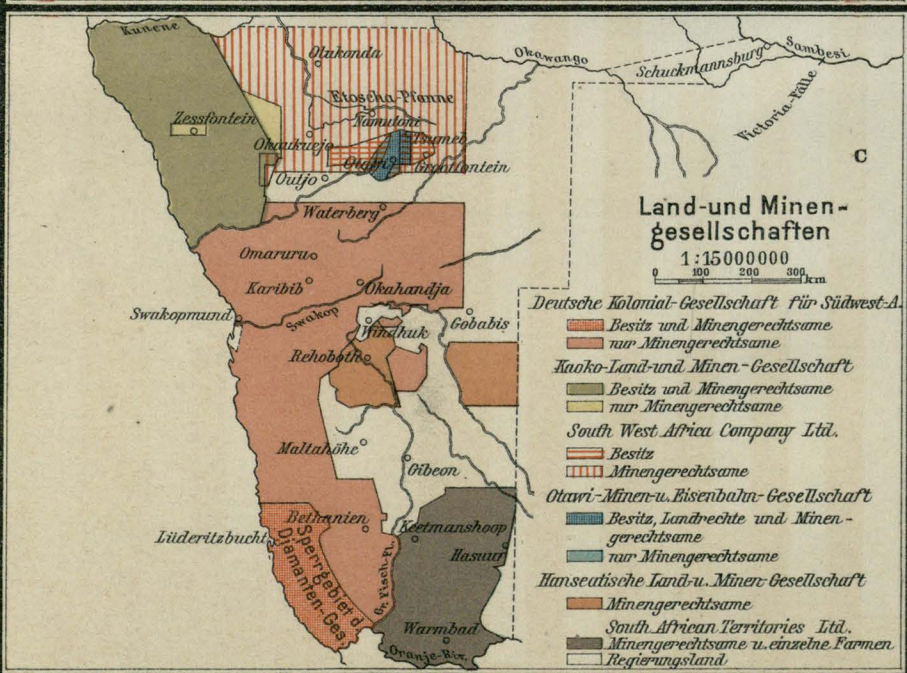 Kunene
Olukonda
Okawango
Schuckmannsburg
Sambesi
Victoria-Fälle
Etoscha-Pfanne
Zessfontein
Namutoni
Tsumeb
Okaukuejo
Otawi
Grootfontein
Outjo
C
Waterberg
Omaruru
Karibib
Okahandja
Swakopmund
Swakop
Windhuk
Gobabis
Rehoboth
Maltahöhe
Gibeon
Bethanien
Keetmanshoop
Lüderitzbucht
Hasuur
Sperrgebiet d.
Diamanten-Ges.
Gr. Fisch-Fl.
Warmbad
Oranje-Riv.
Land-und Minen-
gesellschaften
1:15000000
0 100 200 300 km
Deutsche Kolonial-Gesellschaft für Südwest-A.
Besitz und Minengerechtsame
nur Minengerechtsame
Kaoko-Land-und Minen-Gesellschaft
Besitz und Minengerechtsame
nur Minengerechtsame
South West Africa Company Ltd.
Besitz
Minengerechtsame
Otawi-Minen-u. Eisenbahn-Gesellschaft
Besitz, Landrechte und Minen-
gerechtsame
nur Minengerechtsame
Hanseatische Land-u. Minen-Gesellschaft
Minengerechtsame
South African Territories Ltd.
Minengerechtsame u. einzelne Farmen
Regierungsland